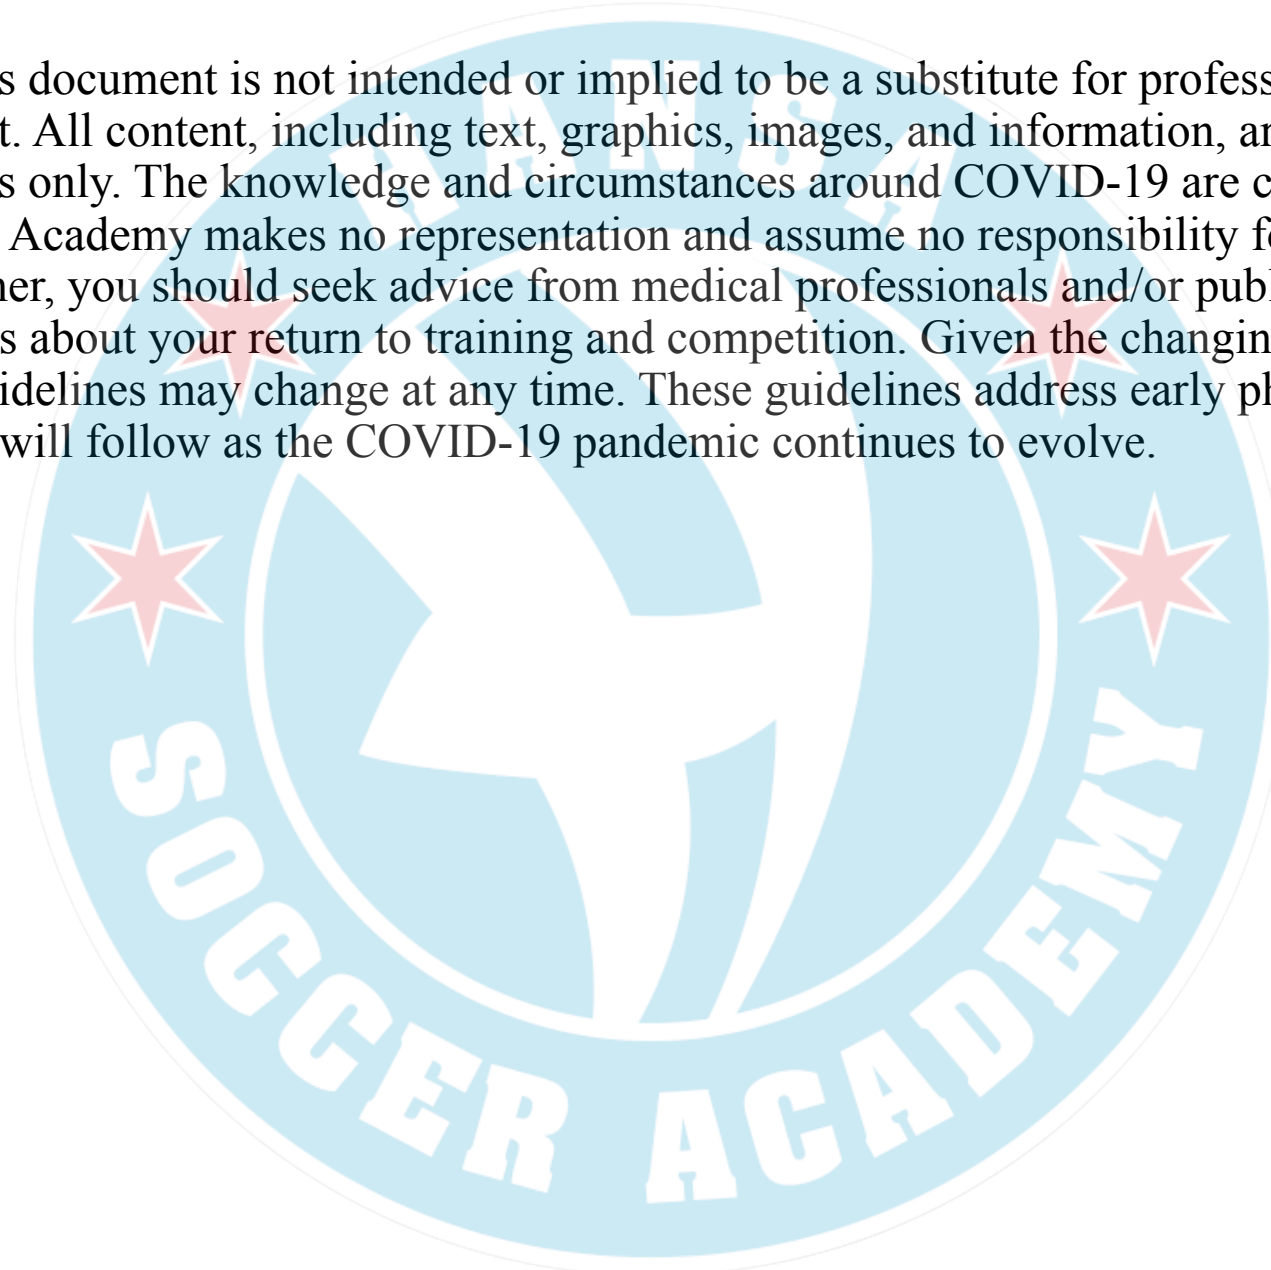 s document is not intended or implied to be a substitute for profess
t. All content, including text, graphics, images, and information, ar
s only. The knowledge and circumstances around COVID-19 are c
Academy makes no representation and assume no responsibility fo
ner, you should seek advice from medical professionals and/or publ
s about your return to training and competition. Given the changin
idelines may change at any time. These guidelines address early ph
will follow as the COVID-19 pandemic continues to evolve.
HANSA
SOCCER ACADEMY